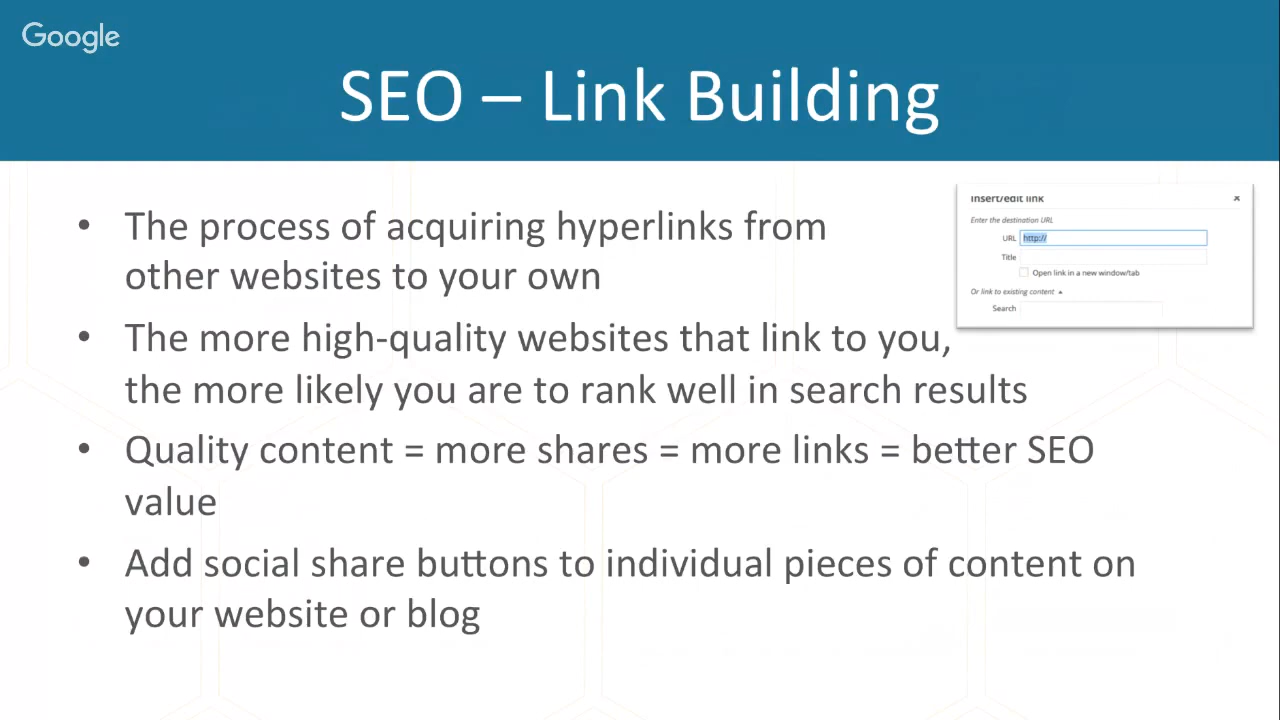 Google
SEO – Link Building
• The process of acquiring hyperlinks from
other websites to your own
• The more high-quality websites that link to you,
the more likely you are to rank well in search results
• Quality content = more shares = more links = better SEO
value
• Add social share buttons to individual pieces of content on
your website or blog
Insert/edit link ×
Enter the destination URL
URL http://
Title
Open link in a new window/tab
Or link to existing content ▲
Search